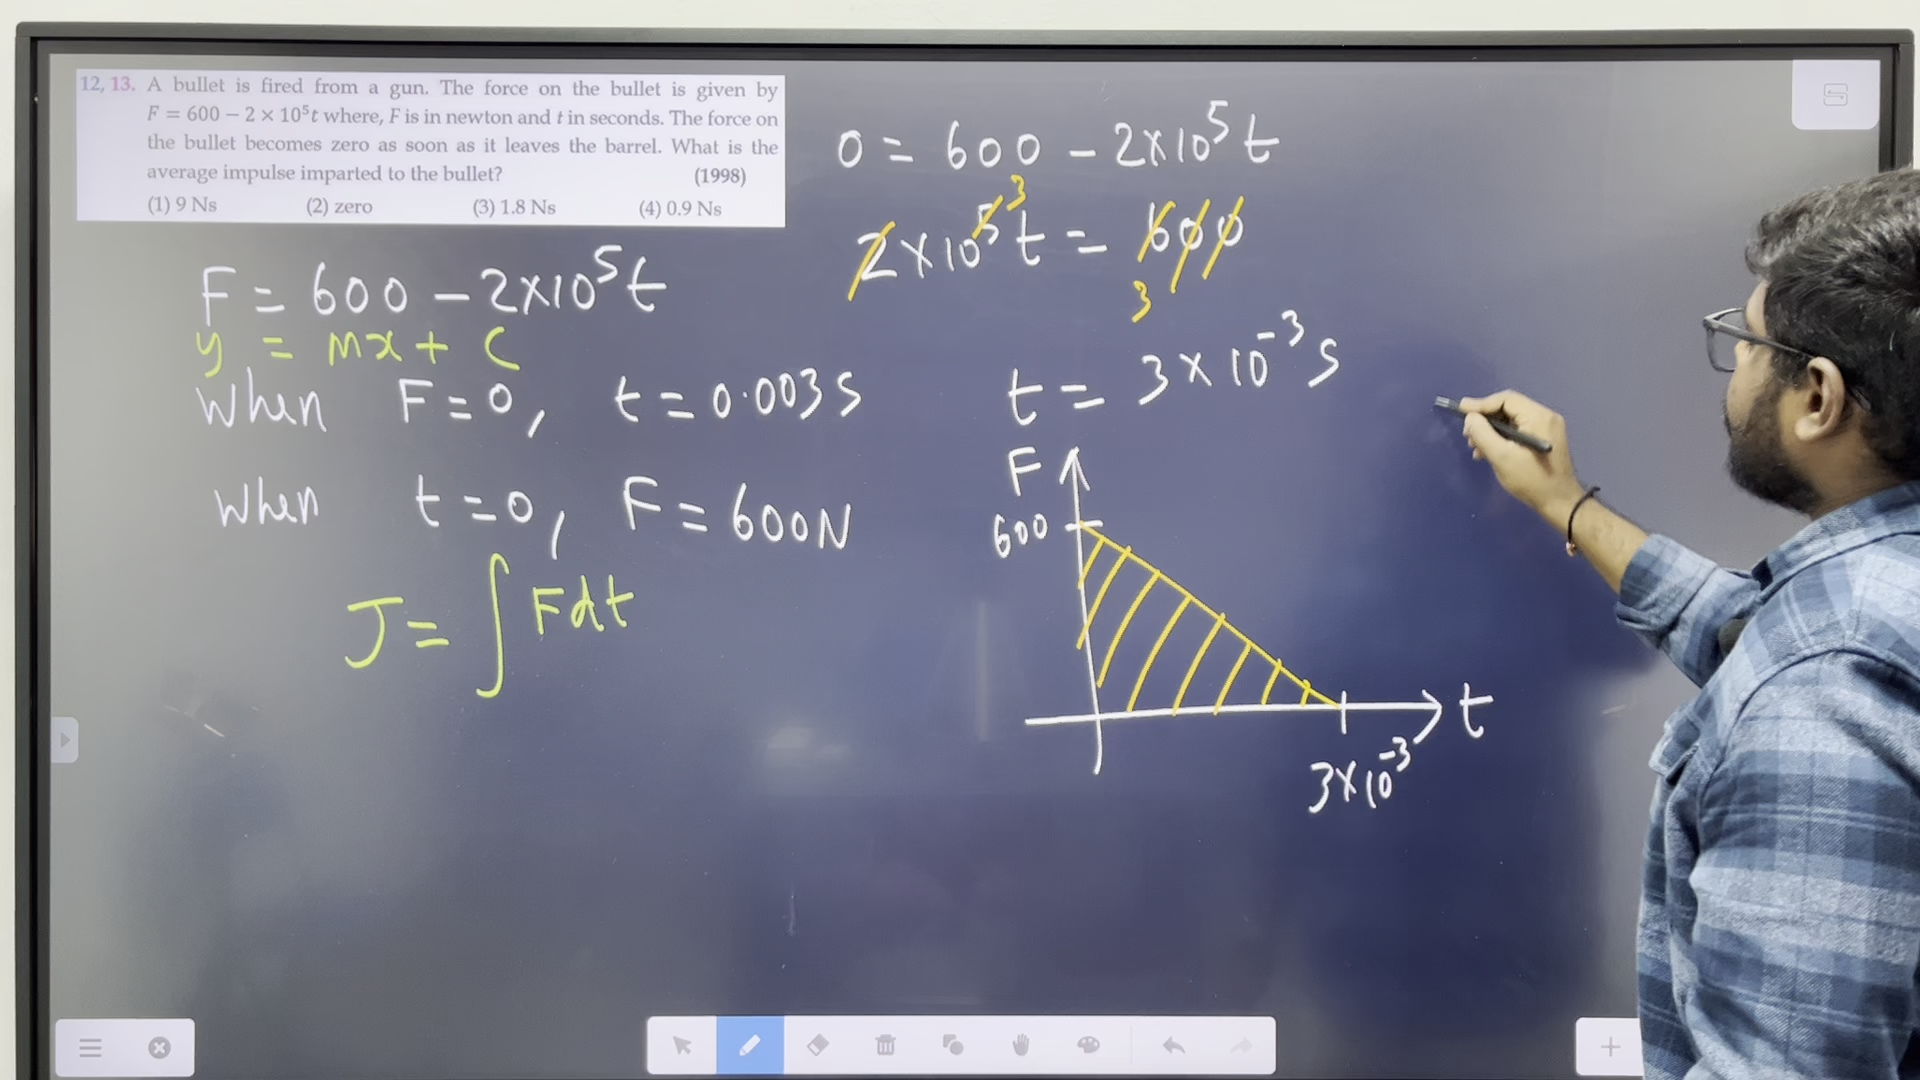 12, 13. A bullet is fired from a gun. The force on the bullet is given by
F = 600 – 2 × 10⁵t where, F is in newton and t in seconds. The force on
the bullet becomes zero as soon as it leaves the barrel. What is the
average impulse imparted to the bullet? (1998)
(1) 9 Ns (2) zero (3) 1.8 Ns (4) 0.9 Ns
F = 600 – 2×10⁵t
y = mx + c
When F=0, t=0.003s
When t=0, F=600N
J = ∫Fdt
0 = 600 – 2×10⁵t
2×10⁵ ³ t = 600
3
t = 3×10⁻³ s
F
600
t
3×10⁻³